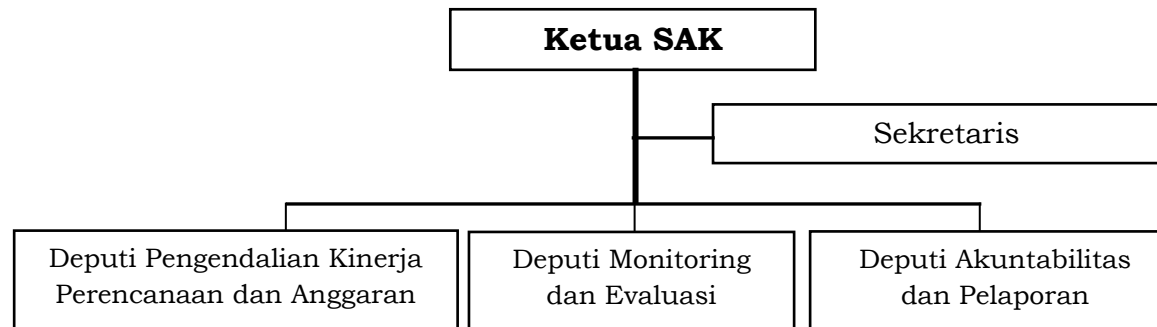 Ketua SAK
Sekretaris
Deputi Pengendalian Kinerja
Perencanaan dan Anggaran
Deputi Monitoring
dan Evaluasi
Deputi Akuntabilitas
dan Pelaporan